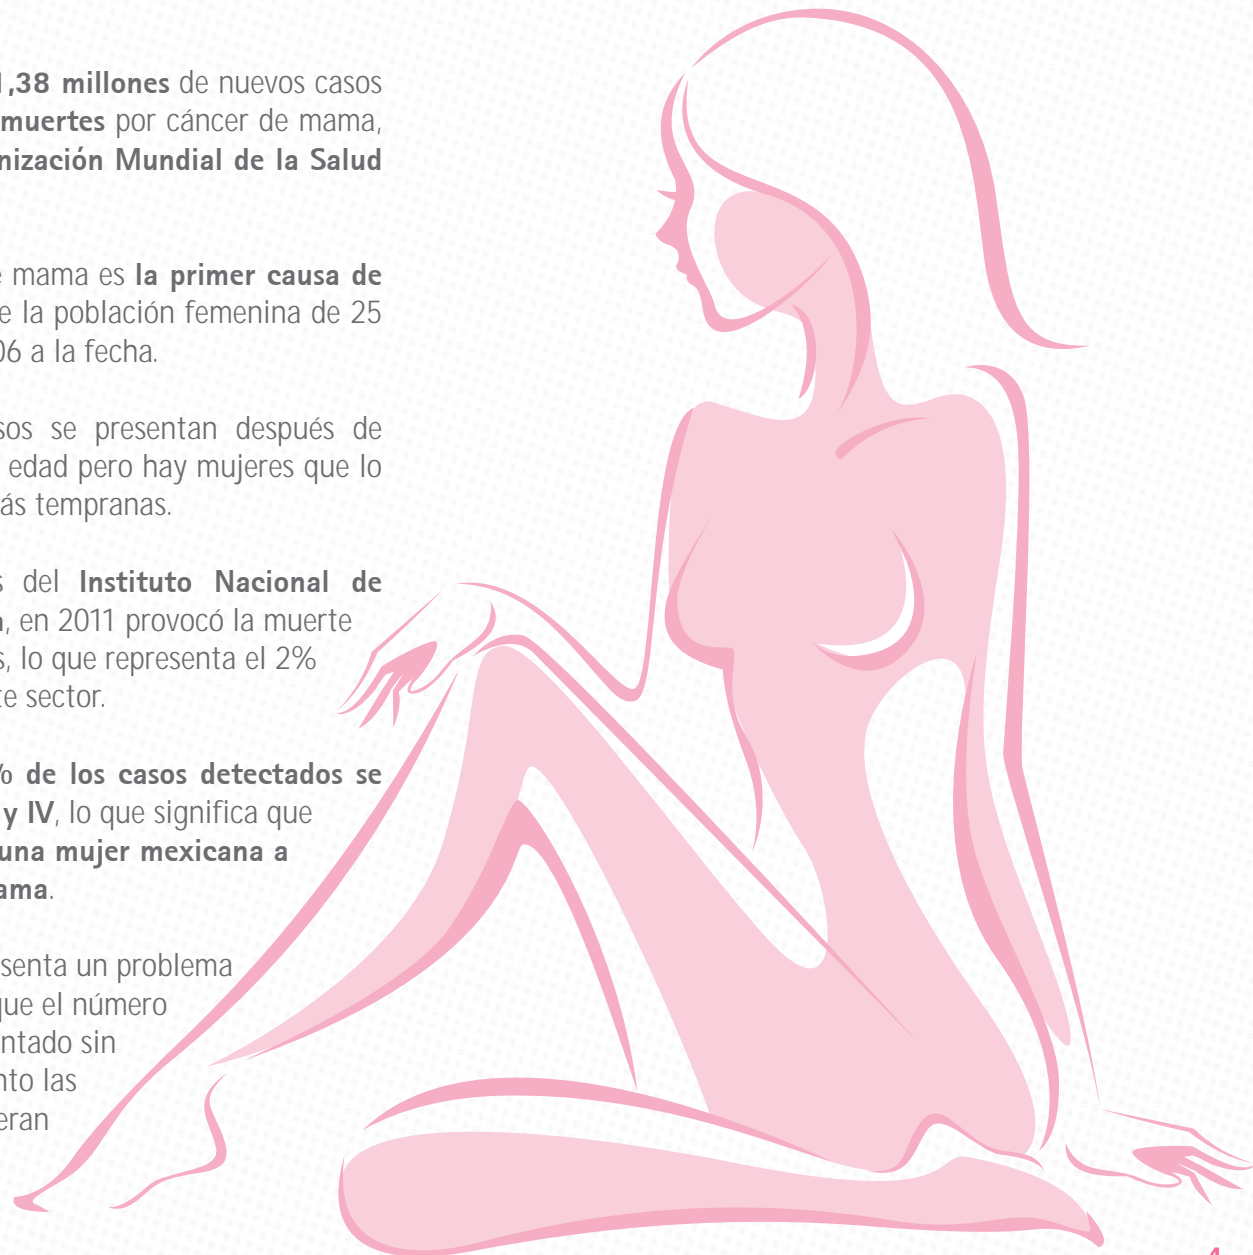 1,38 millones de nuevos casos
muertes por cáncer de mama,
nización Mundial de la Salud
mama es la primer causa de
e la población femenina de 25
06 a la fecha.
sos se presentan después de
edad pero hay mujeres que lo
ás tempranas.
s del Instituto Nacional de
, en 2011 provocó la muerte
s, lo que representa el 2%
te sector.
% de los casos detectados se
y IV, lo que significa que
una mujer mexicana a
ama.
senta un problema
que el número
ntado sin
nto las
eran